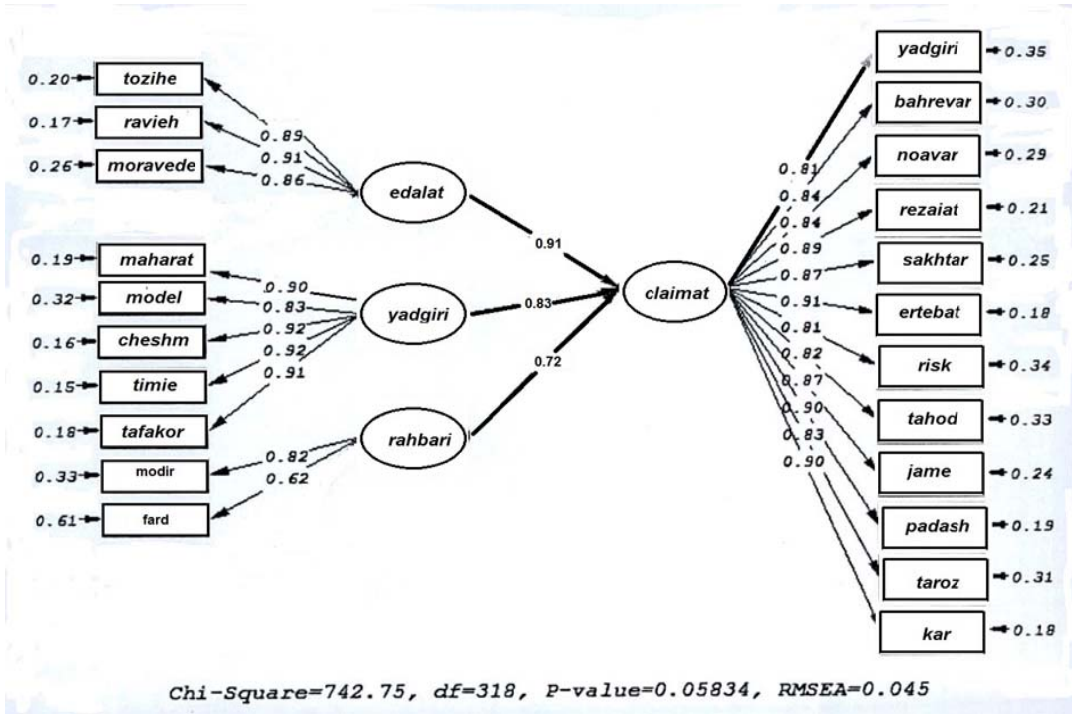 0.20 tozihe
0.17 ravieh
0.26 moravede
0.89
0.91
0.86
edalat
0.19 maharat
0.32 model
0.16 cheshm
0.15 timie
0.18 tafakor
0.90
0.83
0.92
0.92
0.91
yadgiri
0.33 modir
0.61 fard
0.82
0.62
rahbari
0.91
0.83
0.72
claimat
0.81
0.84
0.84
0.89
0.87
0.91
0.81
0.82
0.87
0.90
0.83
0.90
yadgiri 0.35
bahrevar 0.30
noavar 0.29
rezaiat 0.21
sakhtar 0.25
ertebat 0.18
risk 0.34
tahod 0.33
jame 0.24
padash 0.19
taroz 0.31
kar 0.18
Chi-Square=742.75, df=318, P-value=0.05834, RMSEA=0.045